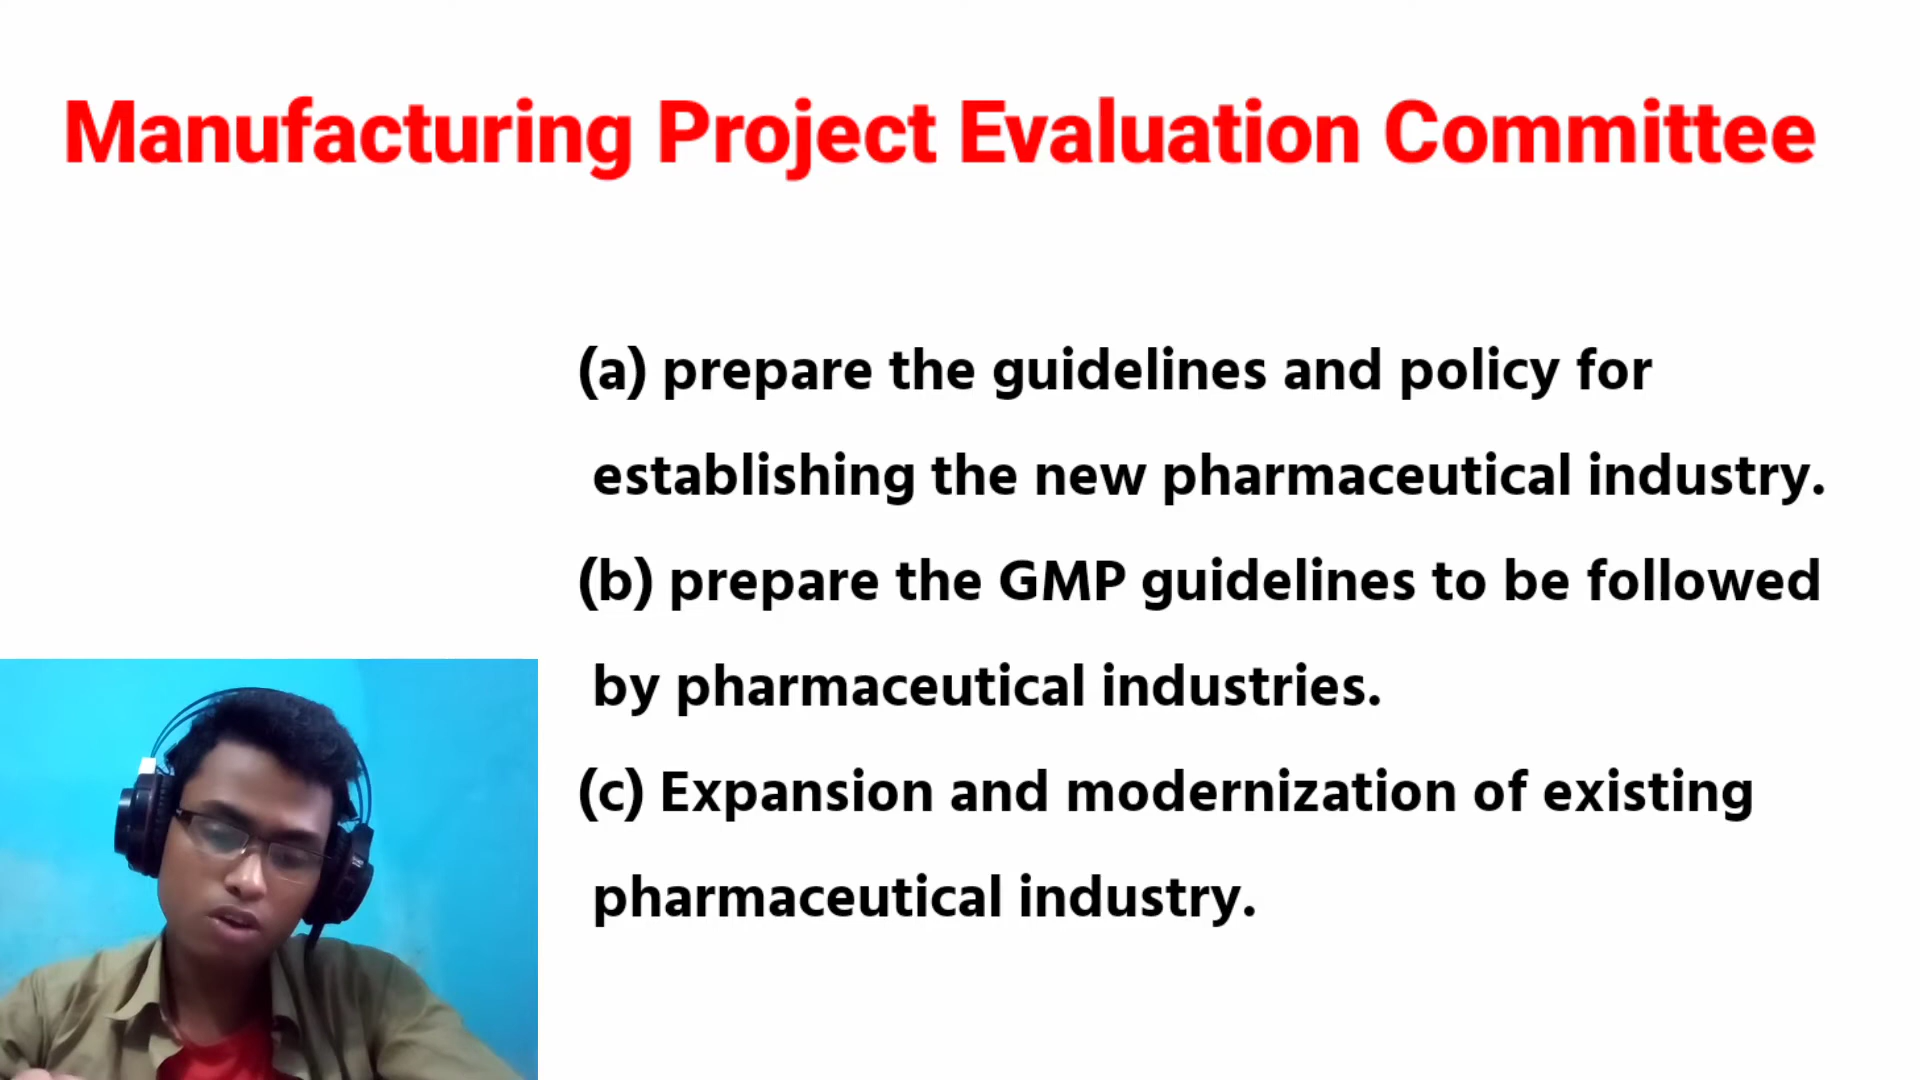 Manufacturing Project Evaluation Committee
(a) prepare the guidelines and policy for
establishing the new pharmaceutical industry.
(b) prepare the GMP guidelines to be followed
by pharmaceutical industries.
(c) Expansion and modernization of existing
pharmaceutical industry.